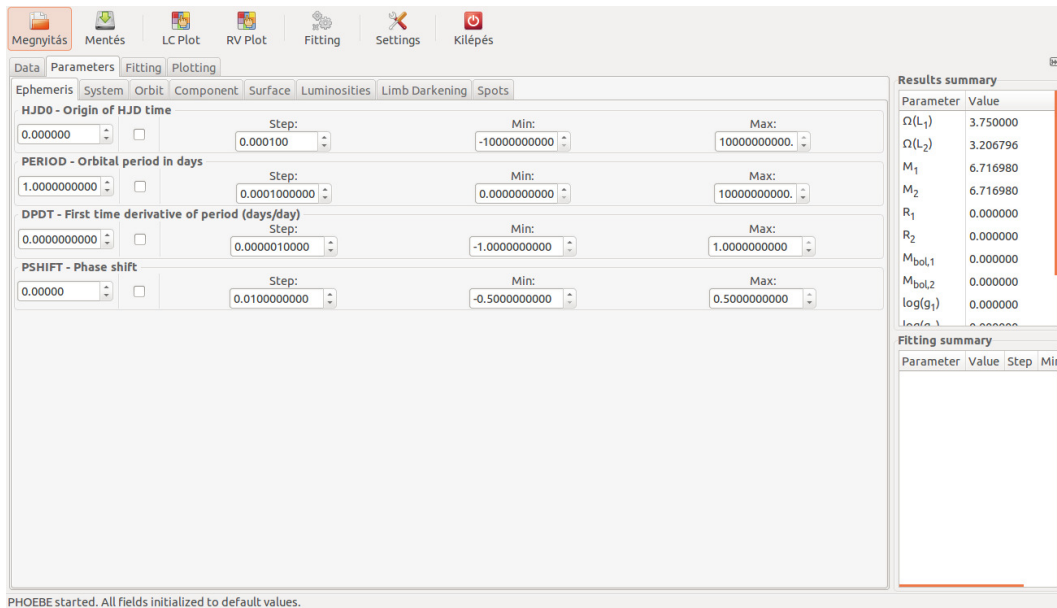 Megnyitás Mentés LC Plot RV Plot Fitting Settings Kilépés
Data Parameters Fitting Plotting
Ephemeris System Orbit Component Surface Luminosities Limb Darkening Spots
HJD0 - Origin of HJD time
Step: Min: Max:
0.000000 0.000100 -10000000000 10000000000.
PERIOD - Orbital period in days
Step: Min: Max:
1.0000000000 0.0001000000 0.0000000000 10000000000.
DPDT - First time derivative of period (days/day)
Step: Min: Max:
0.0000000000 0.0000010000 -1.0000000000 1.0000000000
PSHIFT - Phase shift
Step: Min: Max:
0.00000 0.0100000000 -0.5000000000 0.5000000000
Results summary
Parameter Value
Ω(L₁) 3.750000
Ω(L₂) 3.206796
M₁ 6.716980
M₂ 6.716980
R₁ 0.000000
R₂ 0.000000
Mbol,1 0.000000
Mbol,2 0.000000
log(g₁) 0.000000
Fitting summary
Parameter Value Step Min
PHOEBE started. All fields initialized to default values.